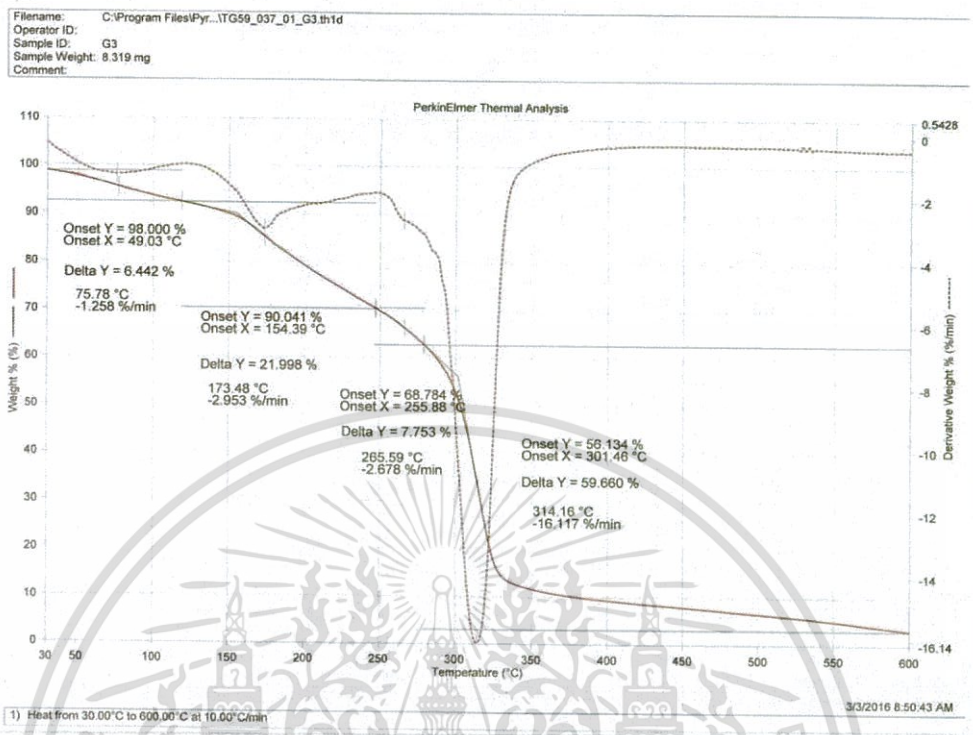 Filename: C:\Program Files\Pyr...\TG59_037_01_G3.th1d
Operator ID:
Sample ID: G3
Sample Weight: 8.319 mg
Comment:
PerkinElmer Thermal Analysis
110
100
90
80
70
60
50
40
30
20
10
0
Weight % (%)
Onset Y = 98.000 %
Onset X = 49.03 °C
Delta Y = 6.442 %
75.78 °C
-1.258 %/min
Onset Y = 90.041 %
Onset X = 154.39 °C
Delta Y = 21.998 %
173.48 °C
-2.953 %/min
Onset Y = 68.784 %
Onset X = 255.88 °C
Delta Y = 7.753 %
265.59 °C
-2.678 %/min
Onset Y = 56.134 %
Onset X = 301.46 °C
Delta Y = 59.660 %
314.16 °C
-16.117 %/min
0.5428
0
-2
-4
-6
-8
-10
-12
-14
-16.14
Derivative Weight % (%/min)
30 50 100 150 200 250 300 350 400 450 500 550 600
Temperature (°C)
1) Heat from 30.00°C to 600.00°C at 10.00°C/min
3/3/2016 8:50:43 AM